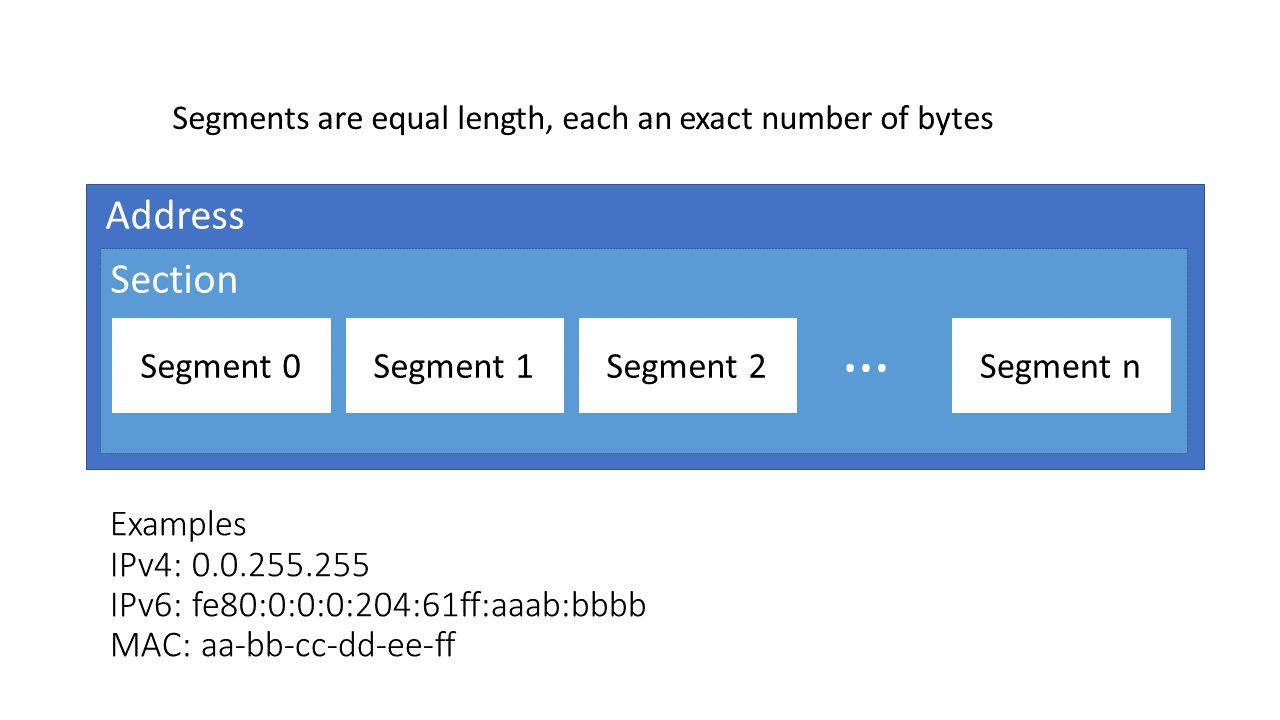 Segments are equal length, each an exact number of bytes
Address
Section
Segment 0 Segment 1 Segment 2 ... Segment n
Examples
IPv4: 0.0.255.255
IPv6: fe80:0:0:0:204:61ff:aaab:bbbb
MAC: aa-bb-cc-dd-ee-ff